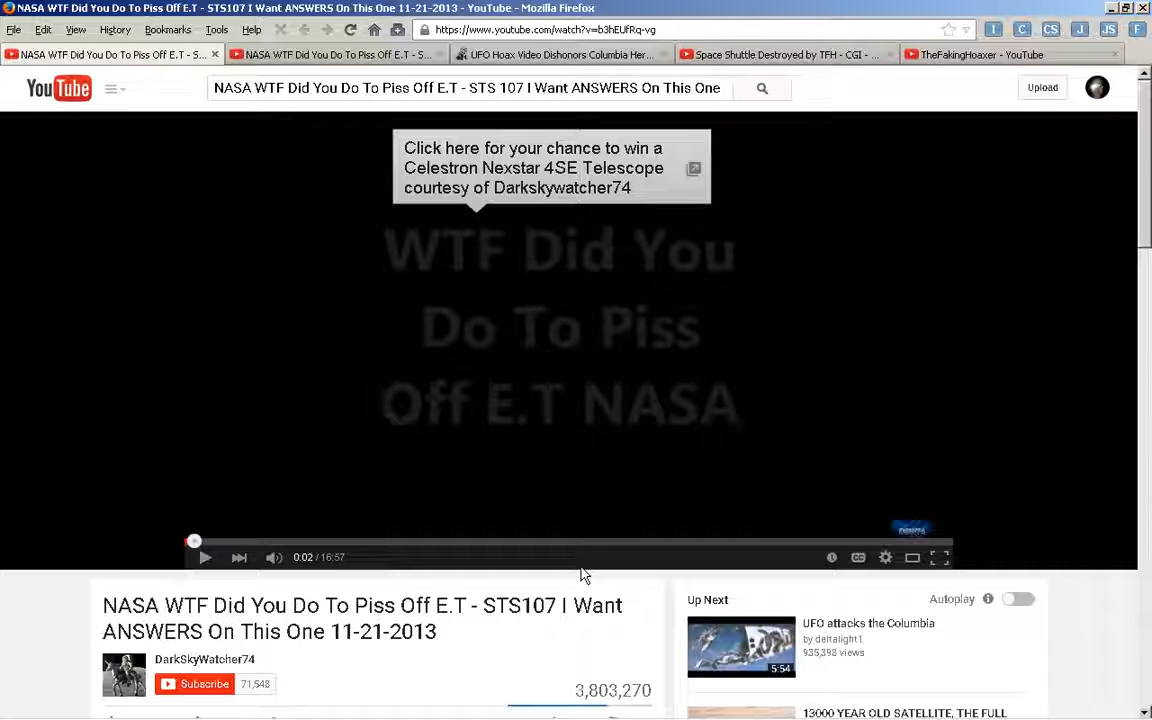 NASA WTF Did You Do To Piss Off E.T - STS107 I Want ANSWERS On This One 11-21-2013 - YouTube - Mozilla Firefox
File Edit View History Bookmarks Tools Help
https://www.youtube.com/watch?v=b3hEUfRq-vg
I C CS J JS F
NASA WTF Did You Do To Piss Off E.T - S...
NASA WTF Did You Do To Piss Off E.T - S...
UFO Hoax Video Dishonors Columbia Her...
Space Shuttle Destroyed by TFH - CGI - ...
TheFakingHoaxer - YouTube
YouTube
NASA WTF Did You Do To Piss Off E.T - STS 107 I Want ANSWERS On This One
Upload
Click here for your chance to win a
Celestron Nexstar 4SE Telescope
courtesy of Darkskywatcher74
WTF Did You
Do To Piss
Off E.T NASA
0:02 / 16:57
CC
NASA WTF Did You Do To Piss Off E.T - STS107 I Want
ANSWERS On This One 11-21-2013
DarkSkyWatcher74
Subscribe 71,548
3,803,270
Up Next
Autoplay
UFO attacks the Columbia
by deltalight1
935,398 views
5:54
13000 YEAR OLD SATELLITE, THE FULL